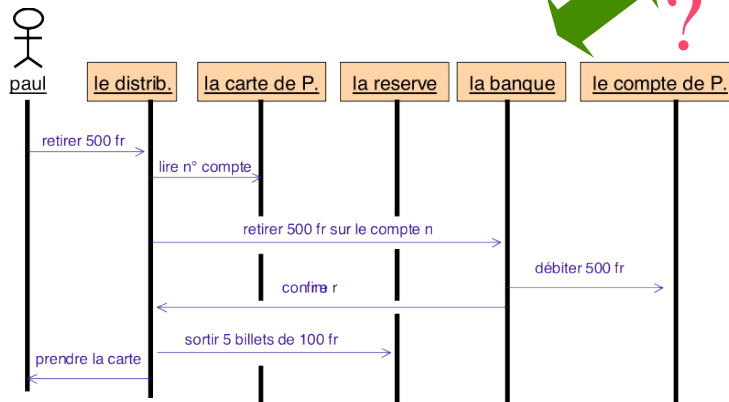 ?
paul
le distrib.
la carte de P.
la reserve
la banque
le compte de P.
retirer 500 fr
lire n° compte
retirer 500 fr sur le compte n
débiter 500 fr
sortir 5 billets de 100 fr
prendre la carte